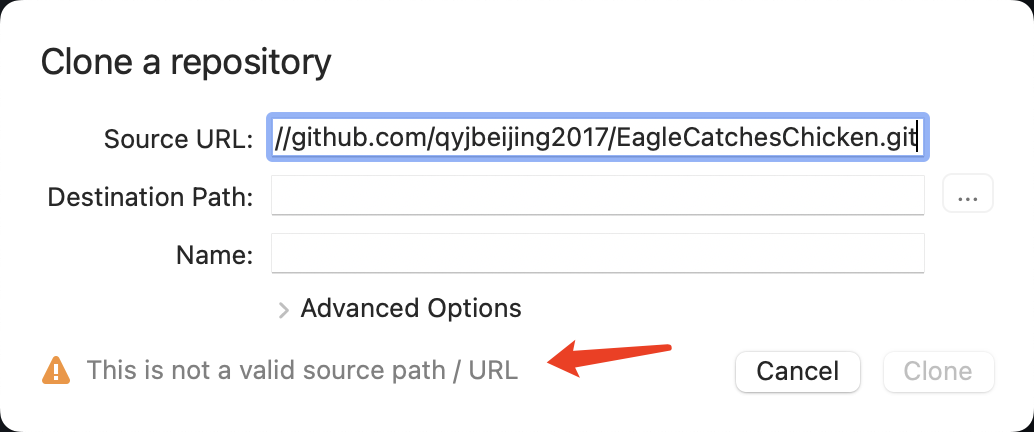 Clone a repository
Source URL: //github.com/qyjbeijing2017/EagleCatchesChicken.git
Destination Path: ...
Name:
Advanced Options
This is not a valid source path / URL
Cancel Clone